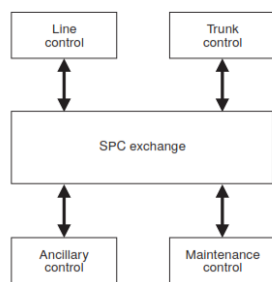 Line
control
Trunk
control
SPC exchange
Ancillary
control
Maintenance
control